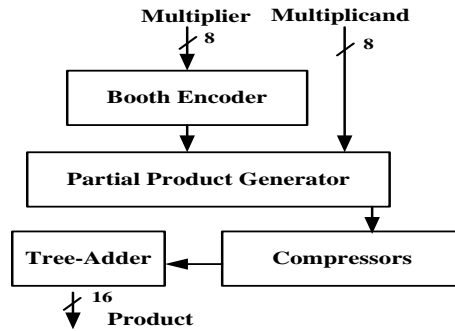 Multiplier Multiplicand
8 8
Booth Encoder
Partial Product Generator
Tree-Adder Compressors
16
Product